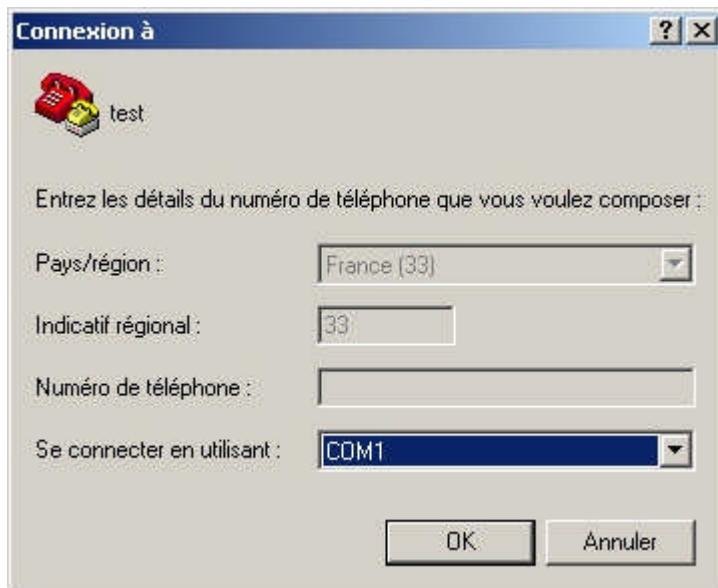 Connexion à
test
Entrez les détails du numéro de téléphone que vous voulez composer :
Pays/région : France (33)
Indicatif régional : 33
Numéro de téléphone :
Se connecter en utilisant : COM1
OK Annuler